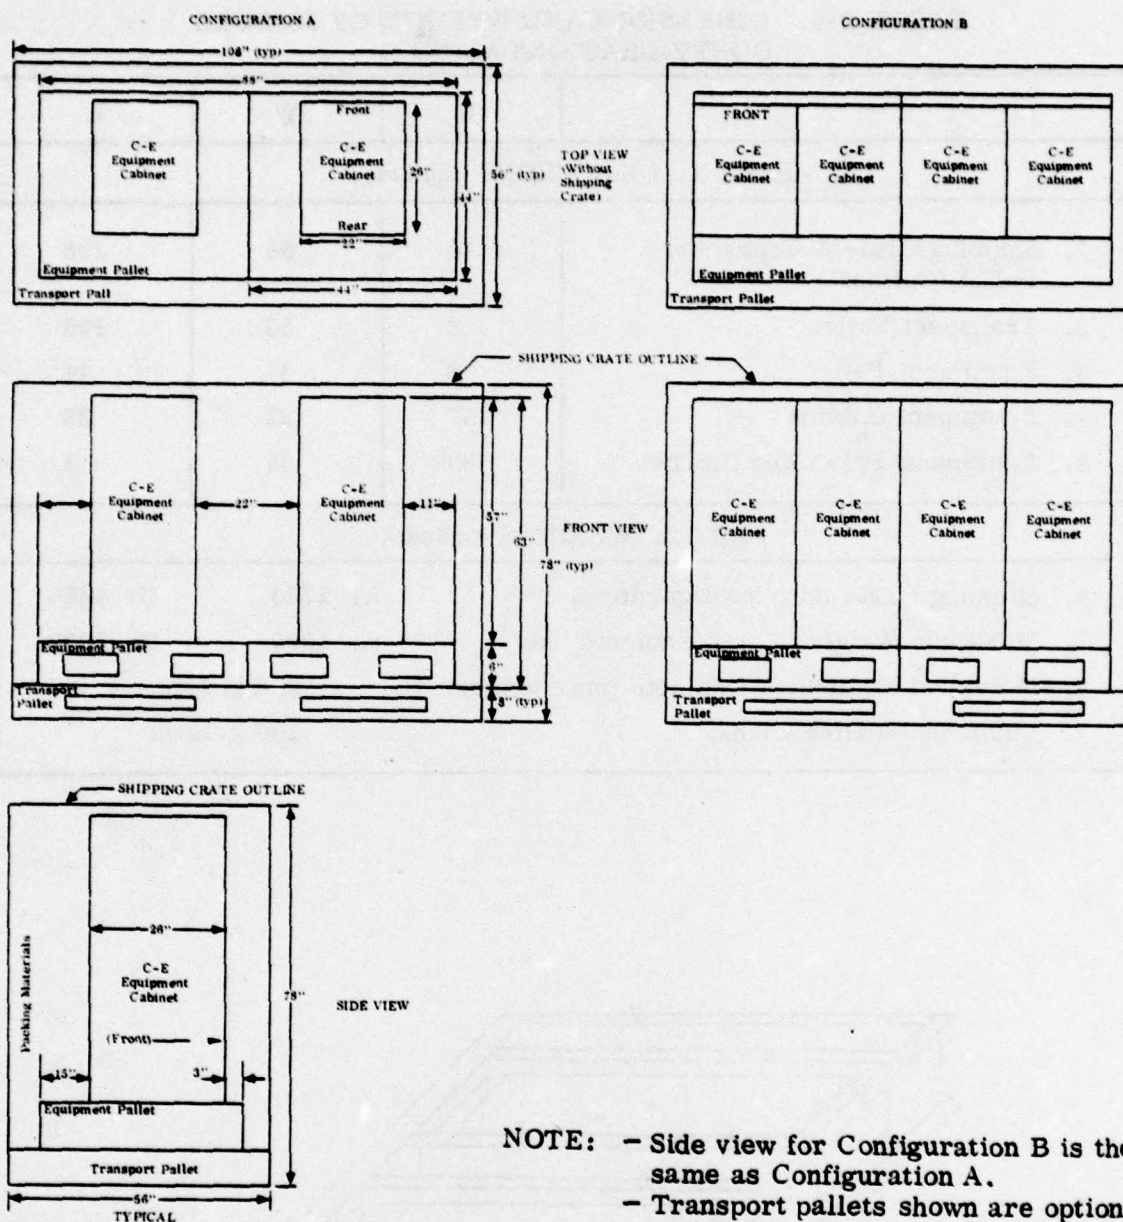 CONFIGURATION A
CONFIGURATION B
108" (typ)
88"
Front
C-E
Equipment
Cabinet
C-E
Equipment
Cabinet
26"
44"
56" (typ)
Rear
22"
Equipment Pallet
44"
Transport Pall
TOP VIEW
(Without
Shipping
Crate)
FRONT
C-E
Equipment
Cabinet
C-E
Equipment
Cabinet
C-E
Equipment
Cabinet
C-E
Equipment
Cabinet
Equipment Pallet
Transport Pallet
SHIPPING CRATE OUTLINE
C-E
Equipment
Cabinet
22"
C-E
Equipment
Cabinet
11"
57"
63"
78" (typ)
FRONT VIEW
Equipment Pallet
6"
Transport
Pallet
8" (typ)
C-E
Equipment
Cabinet
C-E
Equipment
Cabinet
C-E
Equipment
Cabinet
C-E
Equipment
Cabinet
Equipment Pallet
Transport
Pallet
SHIPPING CRATE OUTLINE
Packing Materials
26"
C-E
Equipment
Cabinet
78"
SIDE VIEW
(Front)
15"
3"
Equipment Pallet
Transport Pallet
56"
TYPICAL
NOTE: - Side view for Configuration B is the
same as Configuration A.
- Transport pallets shown are option